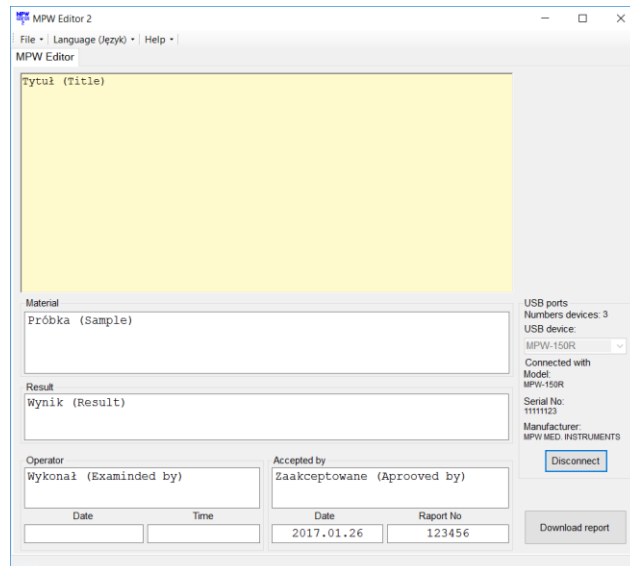 MPW Editor 2
File Language (Język) Help
MPW Editor
Tytuł (Title)
Material
Próbka (Sample)
Result
Wynik (Result)
Operator
Wykonał (Examinded by)
Date Time
Accepted by
Zaakceptowane (Aprooved by)
Date Raport No
2017.01.26 123456
USB ports
Numbers devices: 3
USB device:
MPW-150R
Connected with
Model:
MPW-150R
Serial No:
11111123
Manufacturer:
MPW MED. INSTRUMENTS
Disconnect
Download report